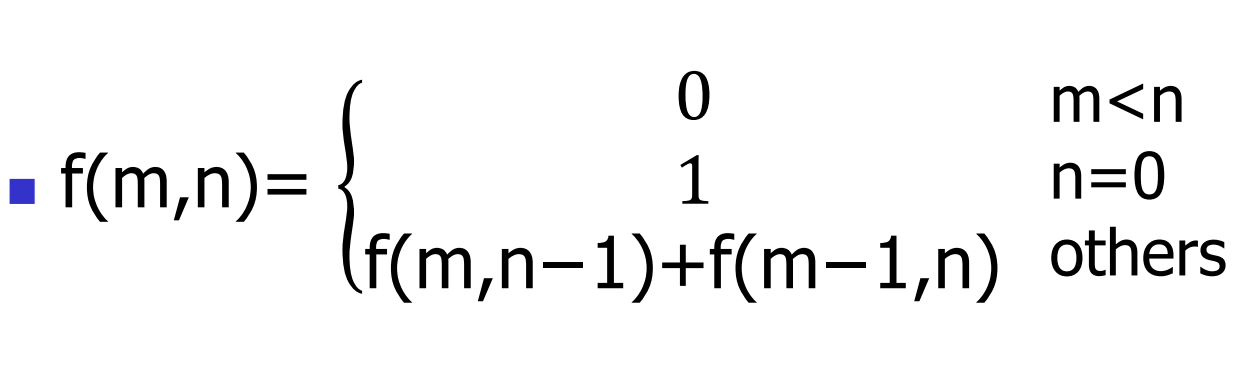 0 m<n
f(m,n)= 1 n=0
f(m,n−1)+f(m−1,n) others